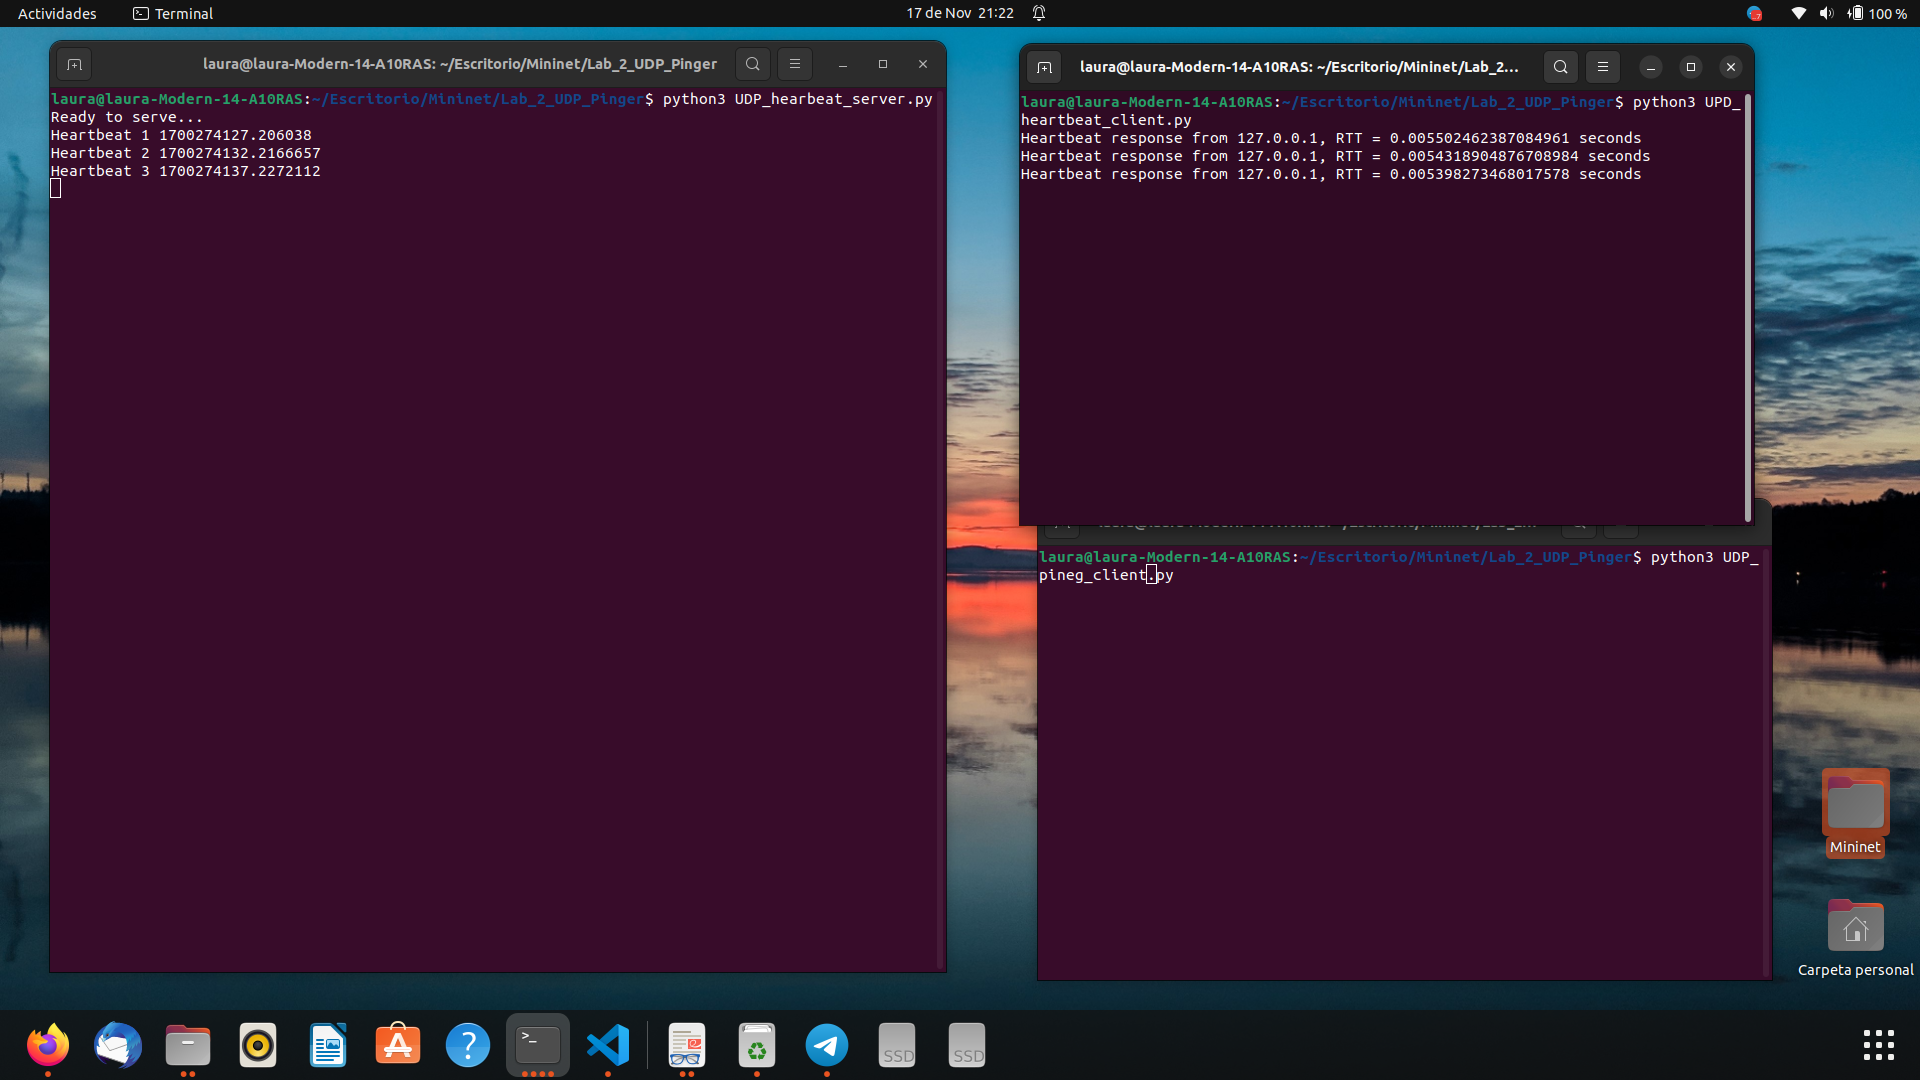 Actividades
Terminal
17 de Nov 21:22
100 %
laura@laura-Modern-14-A10RAS: ~/Escritorio/Mininet/Lab_2_UDP_Pinger
laura@laura-Modern-14-A10RAS:~/Escritorio/Mininet/Lab_2_UDP_Pinger$ python3 UDP_hearbeat_server.py
Ready to serve...
Heartbeat 1 1700274127.206038
Heartbeat 2 1700274132.2166657
Heartbeat 3 1700274137.2272112
laura@laura-Modern-14-A10RAS: ~/Escritorio/Mininet/Lab_2...
laura@laura-Modern-14-A10RAS:~/Escritorio/Mininet/Lab_2_UDP_Pinger$ python3 UPD_
heartbeat_client.py
Heartbeat response from 127.0.0.1, RTT = 0.005502462387084961 seconds
Heartbeat response from 127.0.0.1, RTT = 0.0054318904876708984 seconds
Heartbeat response from 127.0.0.1, RTT = 0.005398273468017578 seconds
laura@laura-Modern-14-A10RAS:~/Escritorio/Mininet/Lab_2_UDP_Pinger$ python3 UDP_
pineg_client.py
Mininet
Carpeta personal
SSD
SSD